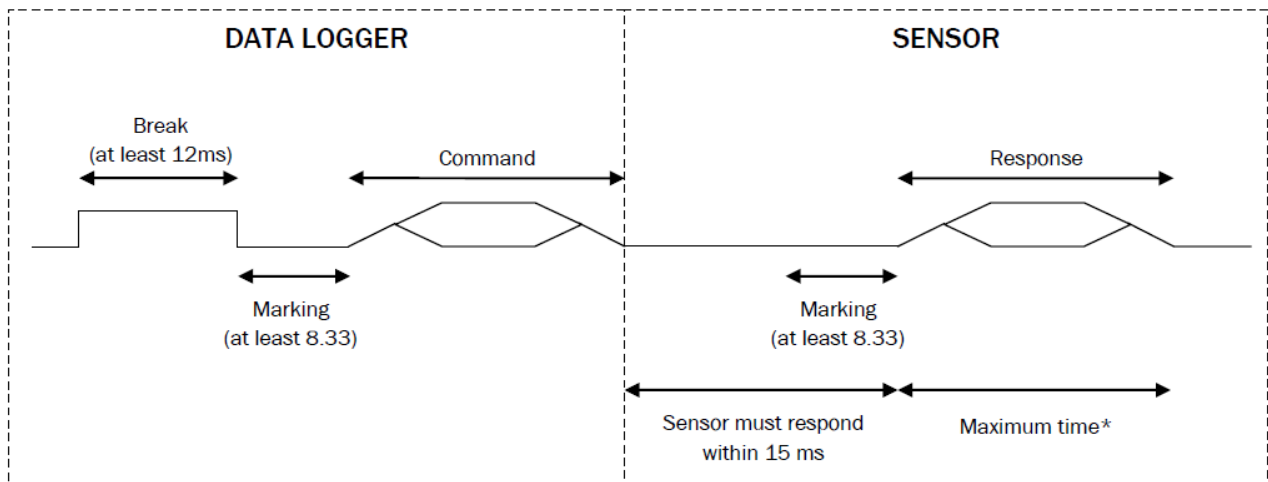 DATA LOGGER
SENSOR
Break
(at least 12ms)
Command
Response
Marking
(at least 8.33)
Marking
(at least 8.33)
Sensor must respond
within 15 ms
Maximum time*